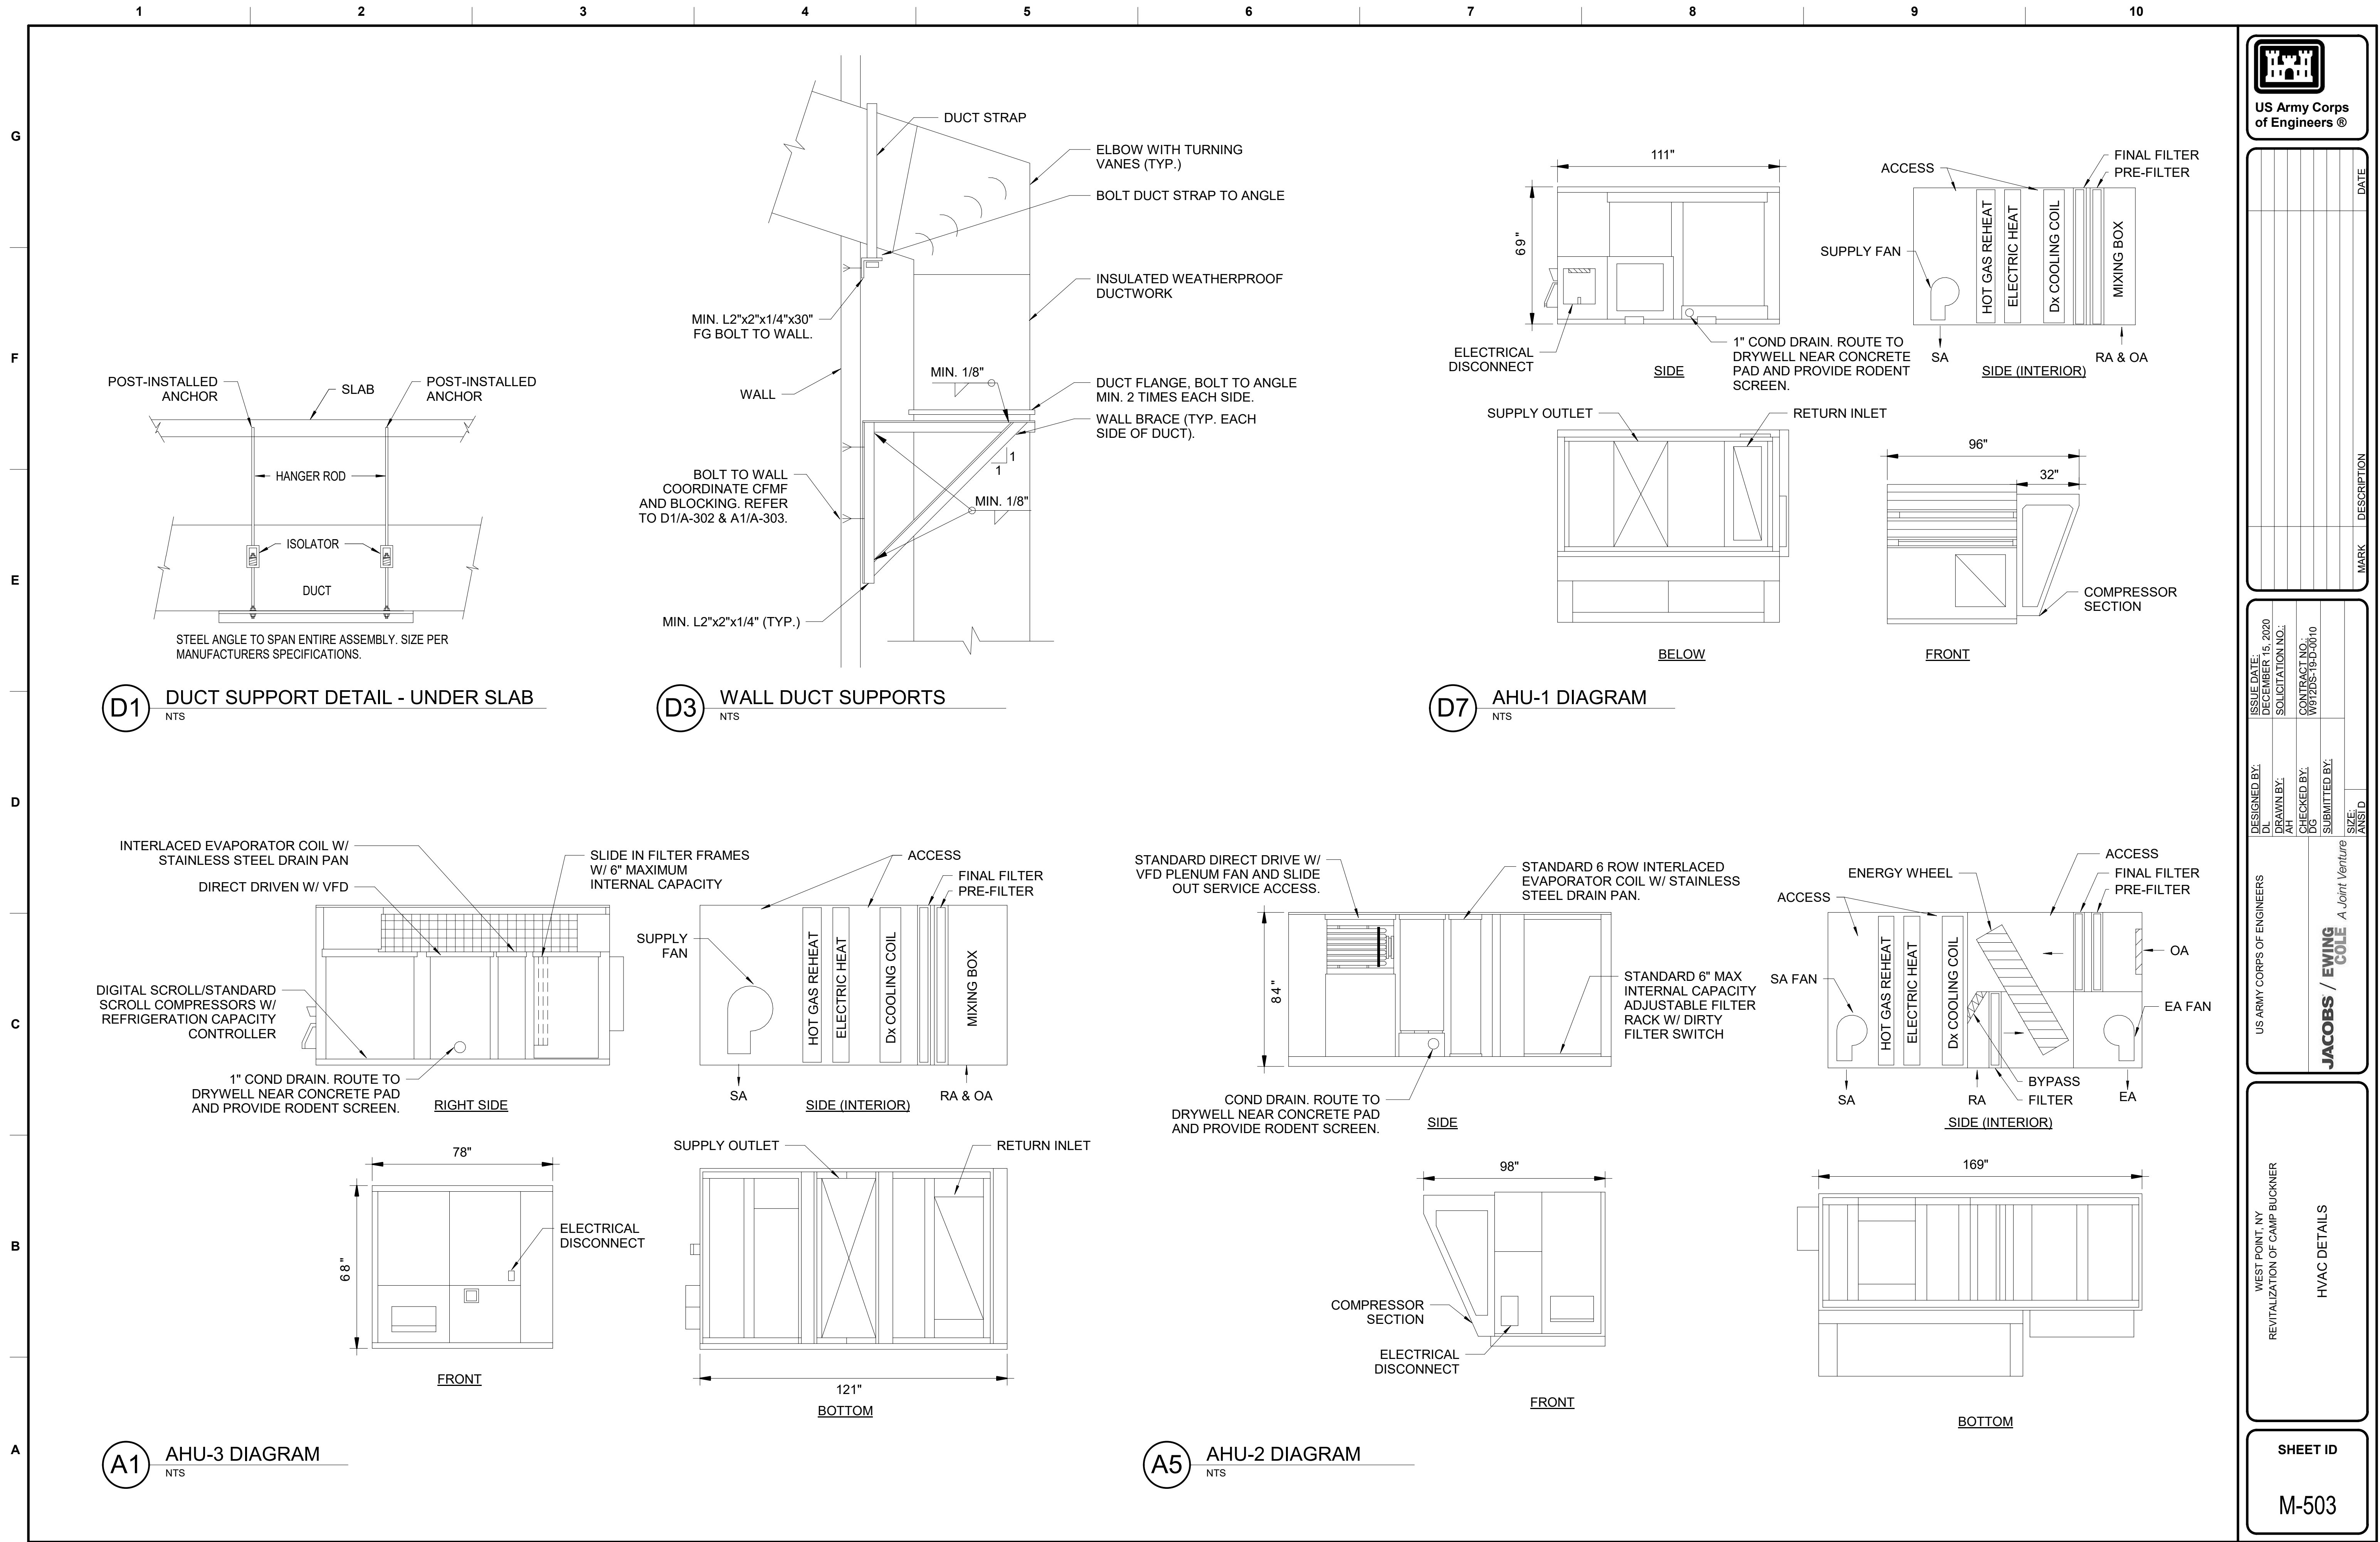 1
2
3
4
5
6
7
8
9
10
G
F
E
D
C
B
A
POST-INSTALLED
ANCHOR
SLAB
POST-INSTALLED
ANCHOR
HANGER ROD
ISOLATOR
DUCT
STEEL ANGLE TO SPAN ENTIRE ASSEMBLY. SIZE PER
MANUFACTURERS SPECIFICATIONS.
D1
DUCT SUPPORT DETAIL - UNDER SLAB
NTS
DUCT STRAP
ELBOW WITH TURNING
VANES (TYP.)
BOLT DUCT STRAP TO ANGLE
INSULATED WEATHERPROOF
DUCTWORK
MIN. L2"x2"x1/4"x30"
FG BOLT TO WALL.
WALL
MIN. 1/8"
DUCT FLANGE, BOLT TO ANGLE
MIN. 2 TIMES EACH SIDE.
WALL BRACE (TYP. EACH
SIDE OF DUCT).
1
1
BOLT TO WALL
COORDINATE CFMF
AND BLOCKING. REFER
TO D1/A-302 & A1/A-303.
MIN. 1/8"
MIN. L2"x2"x1/4" (TYP.)
D3
WALL DUCT SUPPORTS
NTS
111"
69"
ELECTRICAL
DISCONNECT
SIDE
1" COND DRAIN. ROUTE TO
DRYWELL NEAR CONCRETE
PAD AND PROVIDE RODENT
SCREEN.
ACCESS
FINAL FILTER
PRE-FILTER
SUPPLY FAN
HOT GAS REHEAT
ELECTRIC HEAT
Dx COOLING COIL
MIXING BOX
SA
RA & OA
SIDE (INTERIOR)
SUPPLY OUTLET
RETURN INLET
BELOW
96"
32"
COMPRESSOR
SECTION
FRONT
D7
AHU-1 DIAGRAM
NTS
INTERLACED EVAPORATOR COIL W/
STAINLESS STEEL DRAIN PAN
DIRECT DRIVEN W/ VFD
SLIDE IN FILTER FRAMES
W/ 6" MAXIMUM
INTERNAL CAPACITY
DIGITAL SCROLL/STANDARD
SCROLL COMPRESSORS W/
REFRIGERATION CAPACITY
CONTROLLER
1" COND DRAIN. ROUTE TO
DRYWELL NEAR CONCRETE PAD
AND PROVIDE RODENT SCREEN.
RIGHT SIDE
ACCESS
FINAL FILTER
PRE-FILTER
SUPPLY
FAN
HOT GAS REHEAT
ELECTRIC HEAT
Dx COOLING COIL
MIXING BOX
SA
RA & OA
SIDE (INTERIOR)
78"
68"
ELECTRICAL
DISCONNECT
FRONT
SUPPLY OUTLET
RETURN INLET
121"
BOTTOM
A1
AHU-3 DIAGRAM
NTS
STANDARD DIRECT DRIVE W/
VFD PLENUM FAN AND SLIDE
OUT SERVICE ACCESS.
STANDARD 6 ROW INTERLACED
EVAPORATOR COIL W/ STAINLESS
STEEL DRAIN PAN.
84"
STANDARD 6" MAX
INTERNAL CAPACITY
ADJUSTABLE FILTER
RACK W/ DIRTY
FILTER SWITCH
COND DRAIN. ROUTE TO
DRYWELL NEAR CONCRETE PAD
AND PROVIDE RODENT SCREEN.
SIDE
ENERGY WHEEL
ACCESS
ACCESS
FINAL FILTER
PRE-FILTER
OA
SA FAN
EA FAN
HOT GAS REHEAT
ELECTRIC HEAT
Dx COOLING COIL
BYPASS
FILTER
SA
RA
EA
SIDE (INTERIOR)
98"
COMPRESSOR
SECTION
ELECTRICAL
DISCONNECT
FRONT
169"
BOTTOM
A5
AHU-2 DIAGRAM
NTS
US Army Corps
of Engineers ®
DATE
DESCRIPTION
MARK
ISSUE DATE:
DECEMBER 15, 2020
SOLICITATION NO.:
CONTRACT NO.:
W912DS-19-D-0010
DESIGNED BY:
DL
DRAWN BY:
AH
CHECKED BY:
DG
SUBMITTED BY:
SIZE:
ANSI D
US ARMY CORPS OF ENGINEERS
JACOBS / EWING
COLE
A Joint Venture
WEST POINT, NY
REVITALIZATION OF CAMP BUCKNER
HVAC DETAILS
SHEET ID
M-503